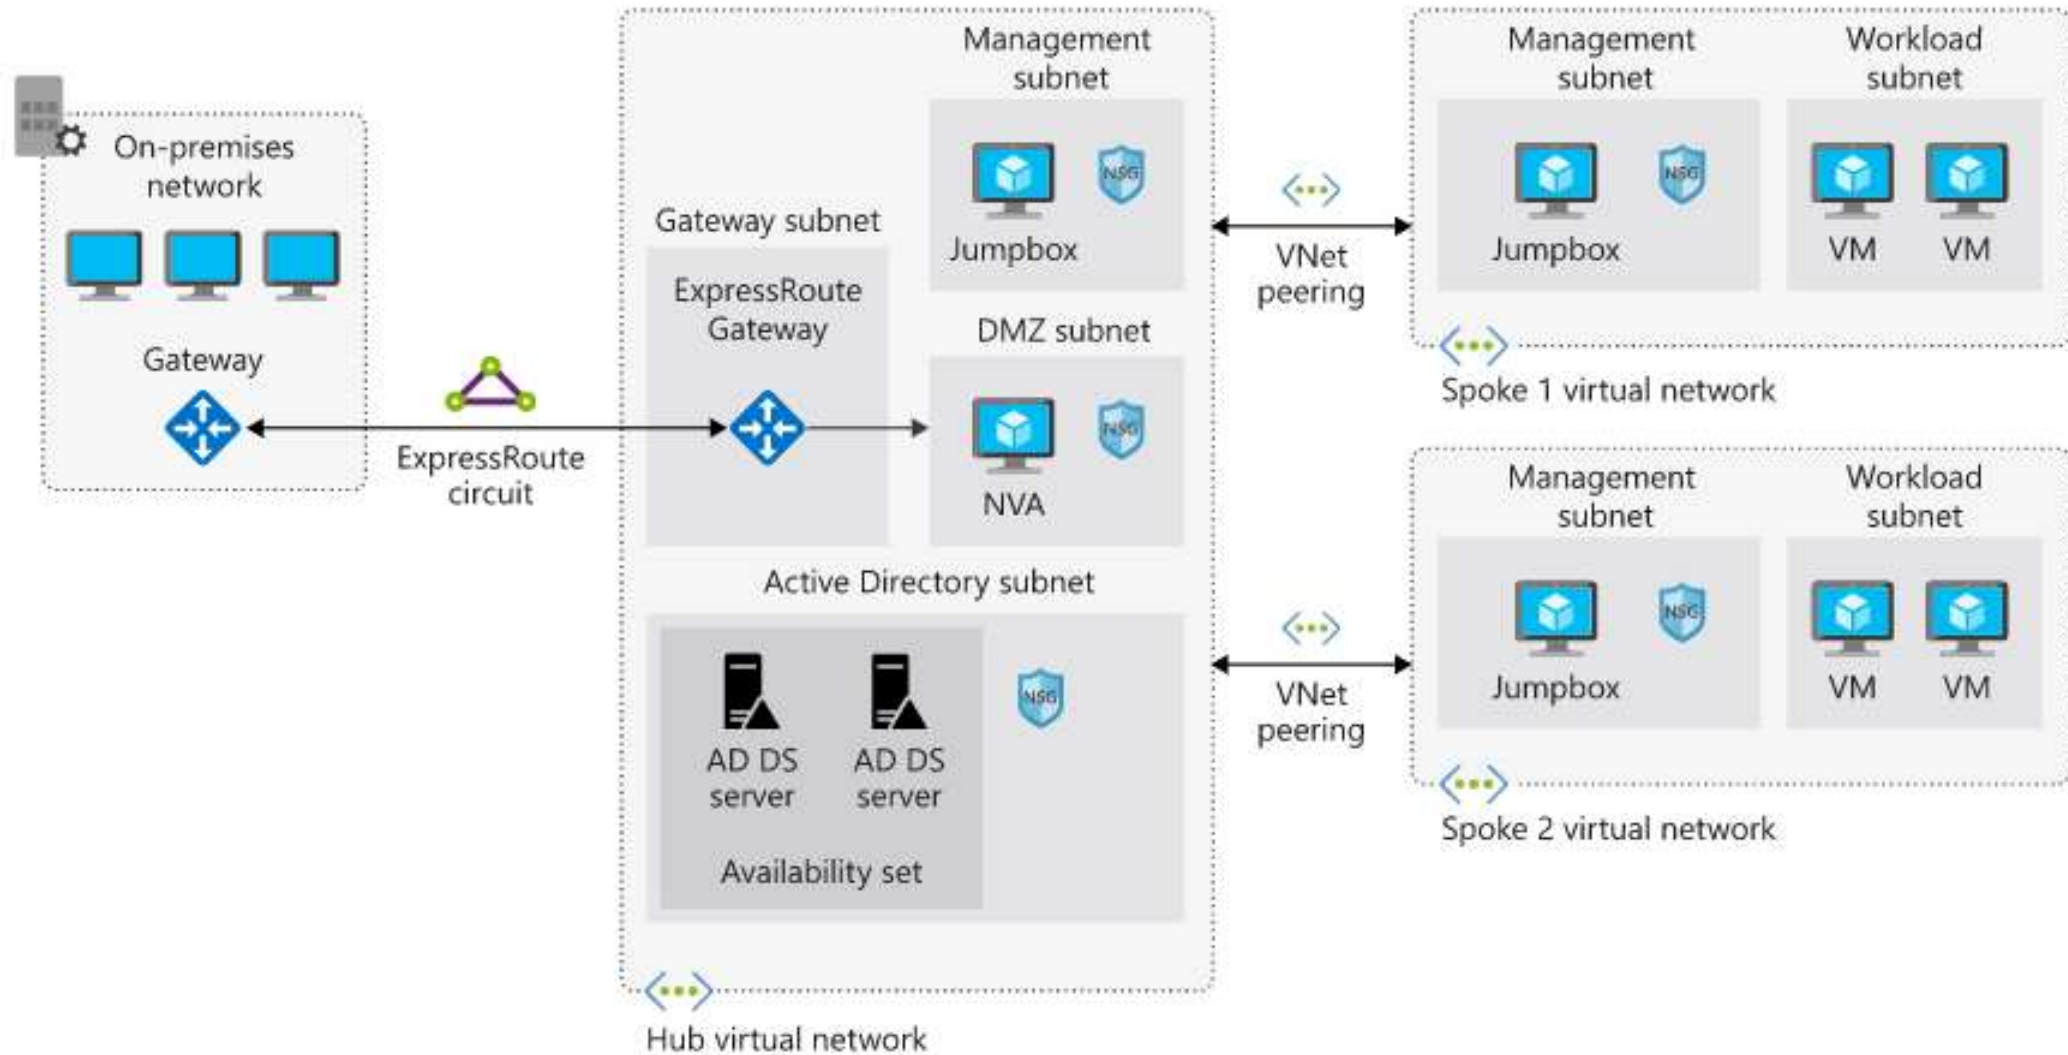 On-premises
network
Gateway
ExpressRoute
circuit
Gateway subnet
ExpressRoute
Gateway
Management
subnet
NSG
Jumpbox
DMZ subnet
NSG
NVA
Active Directory subnet
NSG
AD DS
server
AD DS
server
Availability set
Hub virtual network
VNet
peering
VNet
peering
Management
subnet
NSG
Jumpbox
Workload
subnet
VM
VM
Spoke 1 virtual network
Management
subnet
NSG
Jumpbox
Workload
subnet
VM
VM
Spoke 2 virtual network